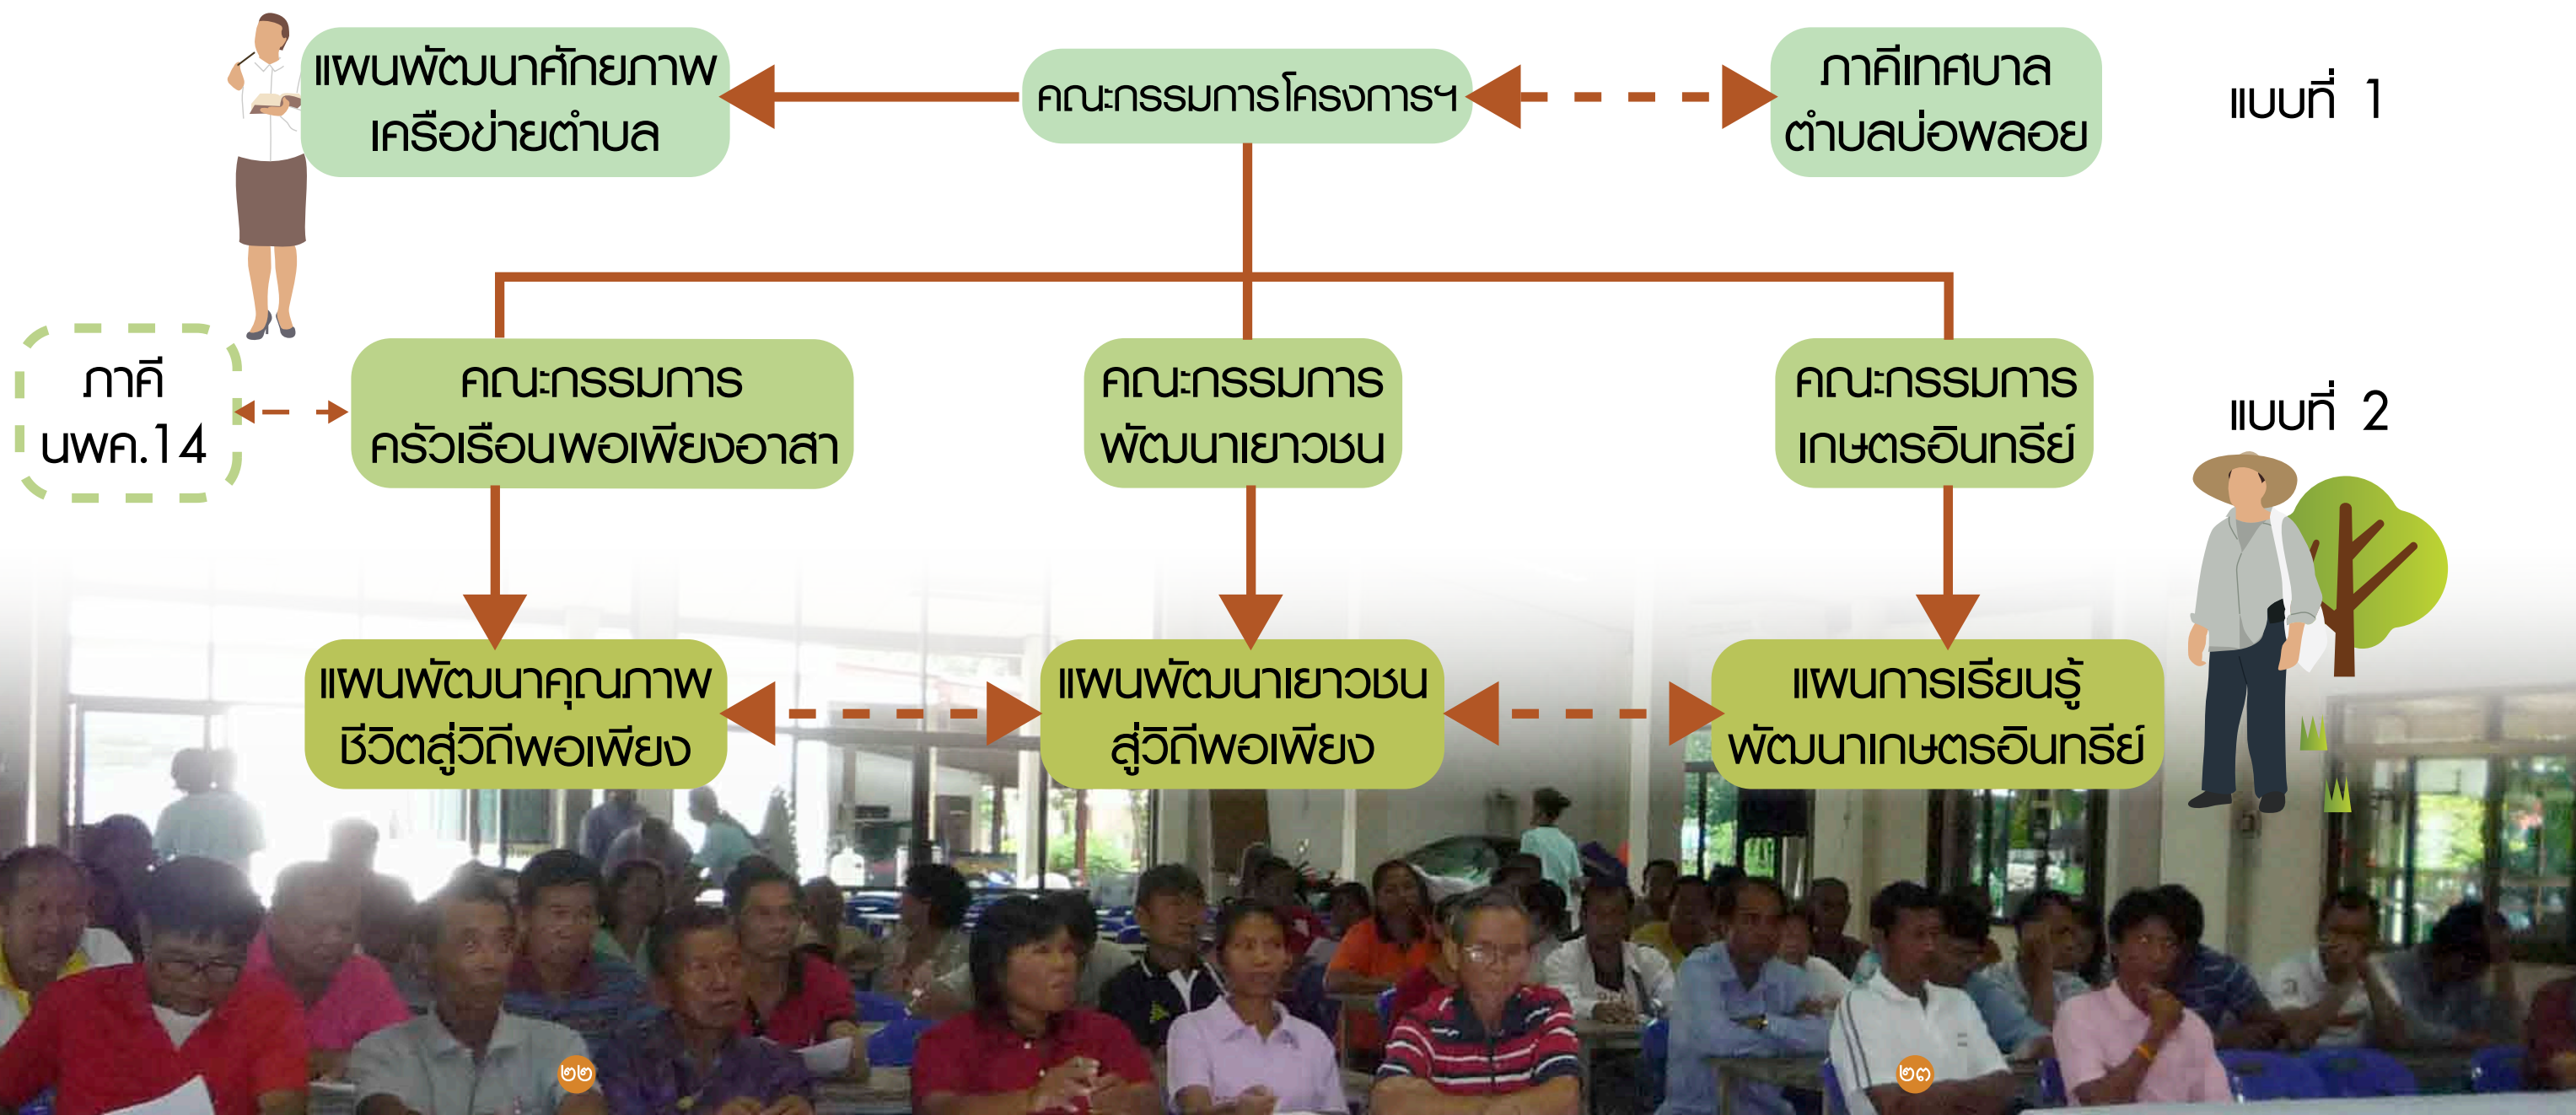 แผนพัฒนาศักยภาพ
เครือข่ายตำบล
คณะกรรมการโครงการฯ
ภาคีเทศบาล
ตำบลบ่อพลอย
แบบที่ 1
ภาคี
นพค.14
คณะกรรมการ
ครัวเรือนพอเพียงอาสา
คณะกรรมการ
พัฒนาเยาวชน
คณะกรรมการ
เกษตรอินทรีย์
แบบที่ 2
แผนพัฒนาคุณภาพ
ชีวิตสู่วิถีพอเพียง
แผนพัฒนาเยาวชน
สู่วิถีพอเพียง
แผนการเรียนรู้
พัฒนาเกษตรอินทรีย์
๒๒
๒๓